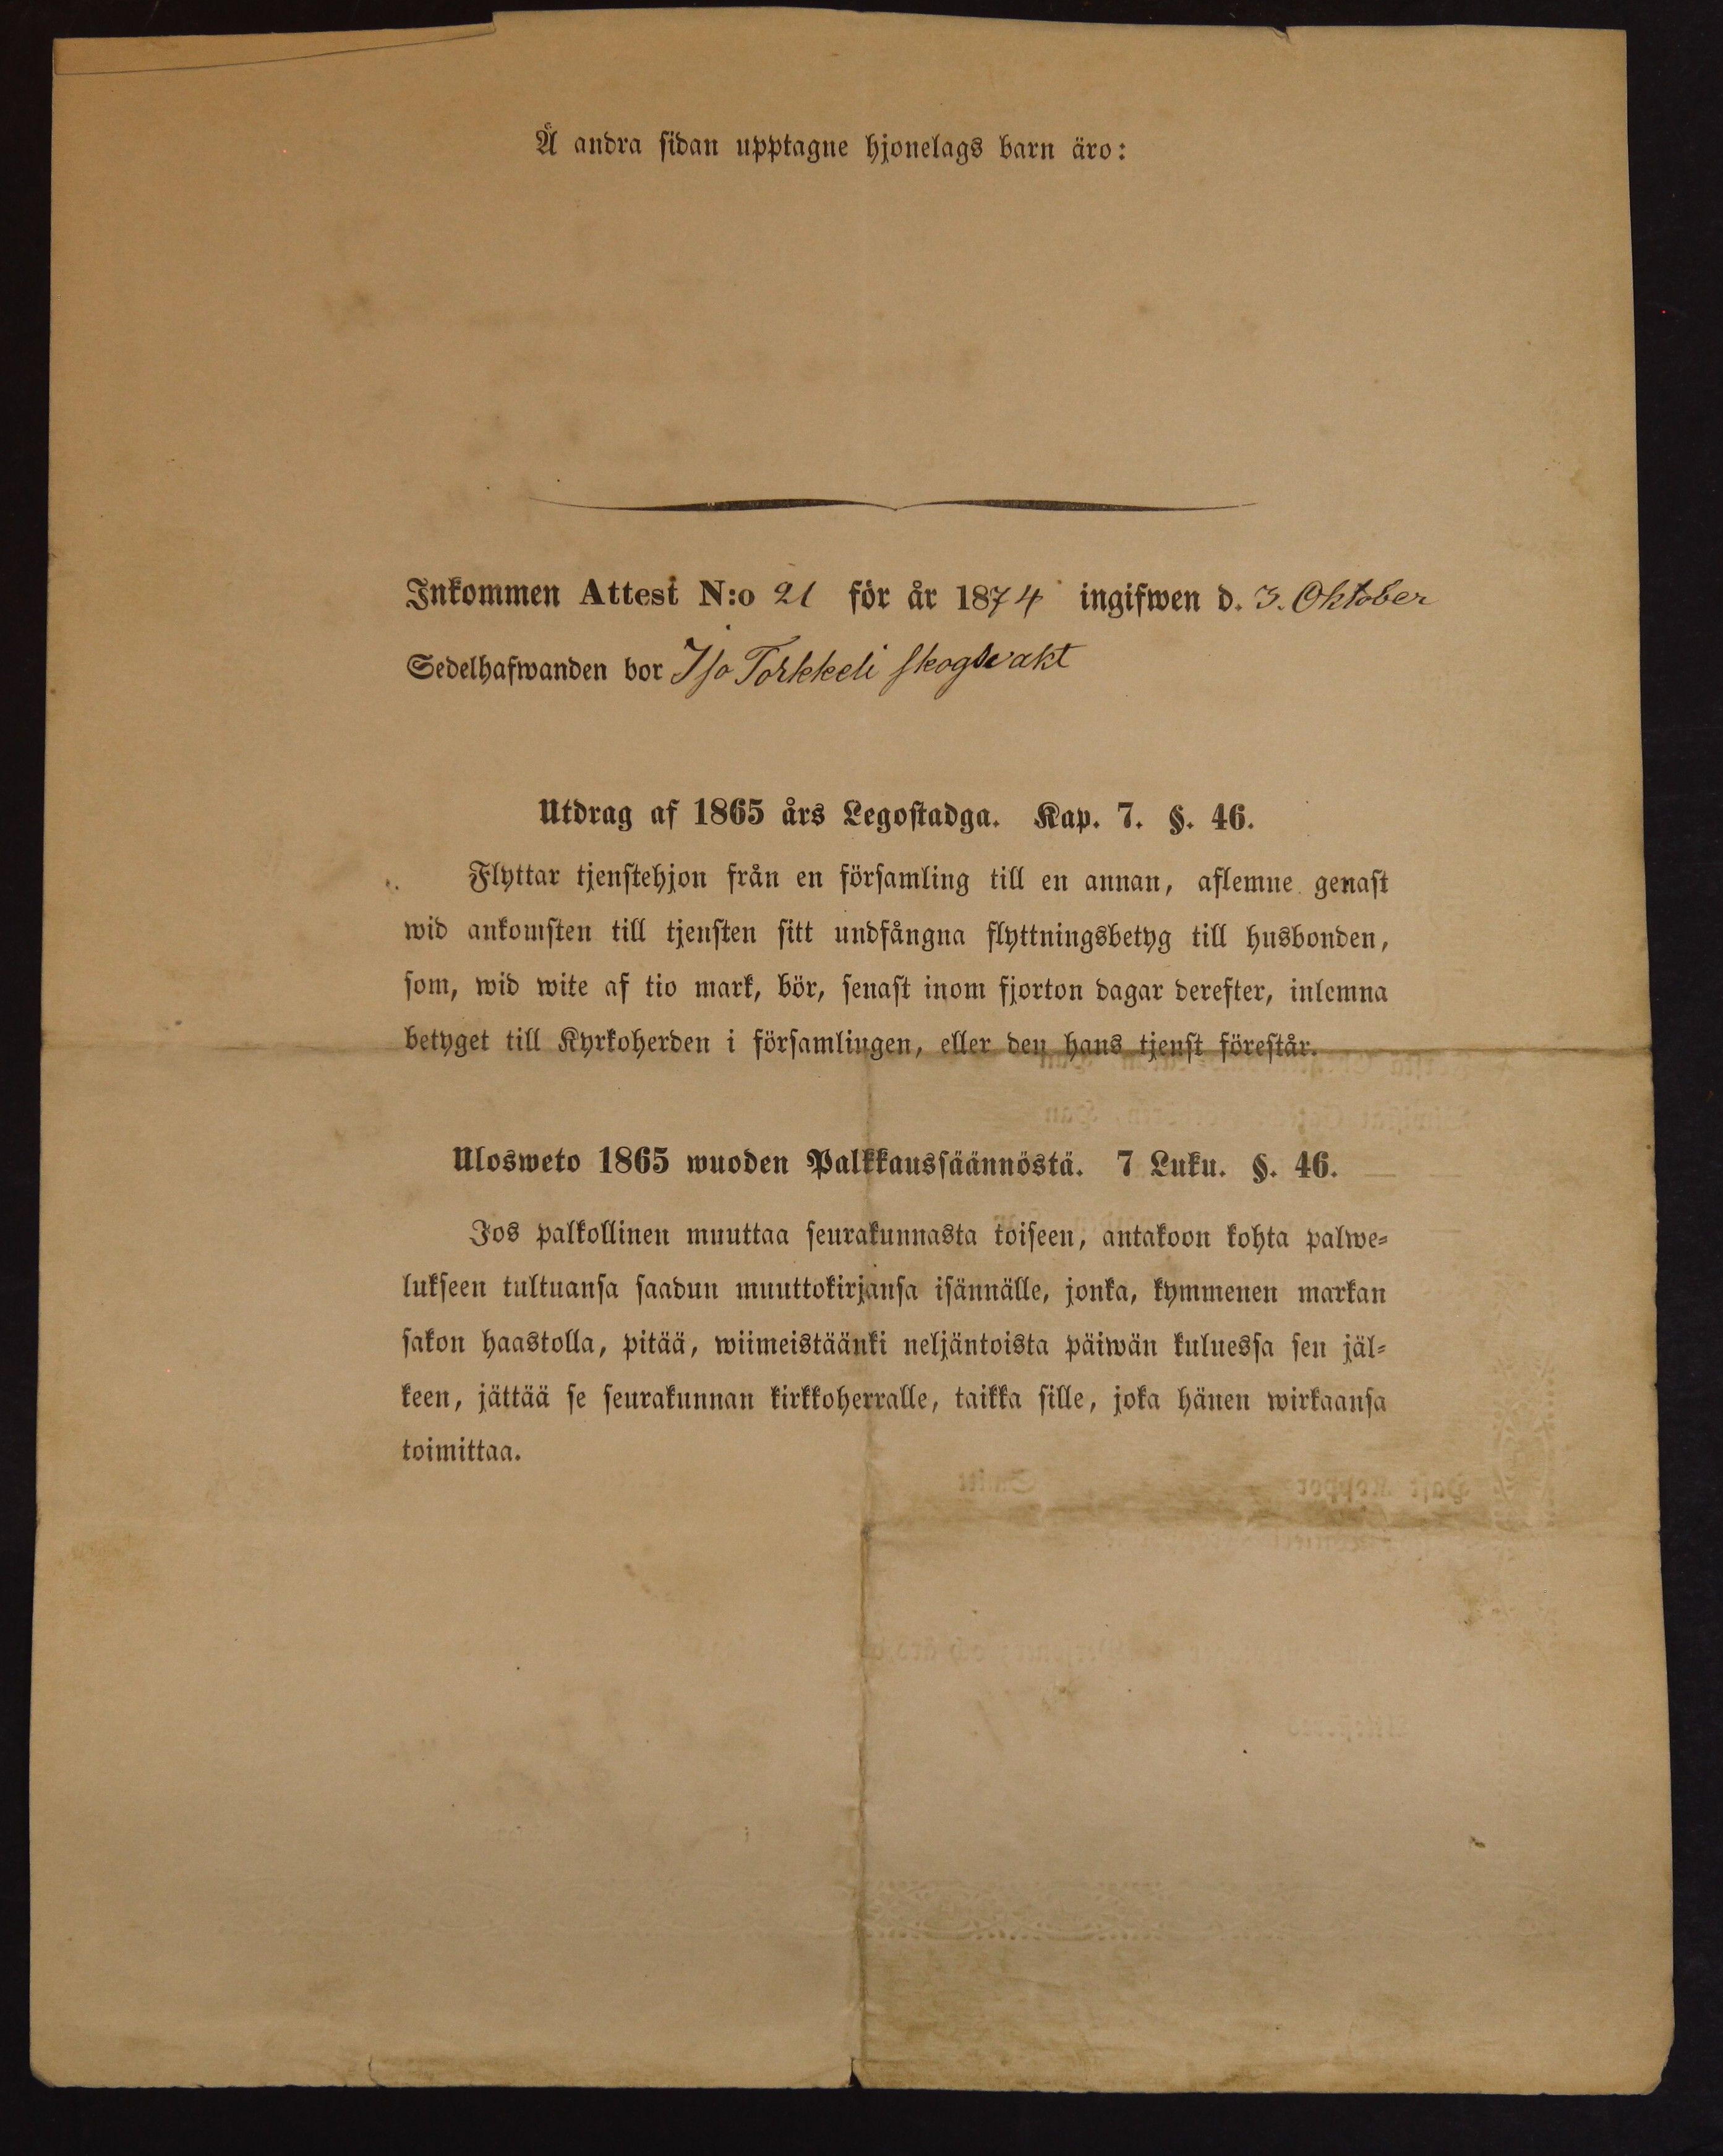 Å andra sidan upptagne hjonelags barn äro:
Inkommen Attest N:o 21 för år 1874 ingifwen d. 3. Oktober
Sedelhafwanden bor Iso Torkkeli skogsvakt
Utdrag af 1865 års Legostadga. Kap. 7. §. 46.
Flyttar tjenstehjon från en församling till en annan, aflemne genast
wid ankomsten till tjensten sitt undfångna flyttningsbetyg till husbonden,
som, wid wite af tio mark, bör, senast inom fjorton dagar derefter, inlemna
betyget till Kyrkoherden i församlingen, eller den hans tjenst förestår.
Ulosweto 1865 wuoden Palkkaussäännöstä. 7 Luku. §. 46.
Jos palkollinen muuttaa seurakunnasta toiseen, antakoon kohta palwe=
lukseen tultuansa saadun muuttokirjansa isännälle, jonka, kymmenen markan
sakon haastolla, pitää, wiimeistäänki neljäntoista päiwän kuluessa sen jäl=
keen, jättää se seurakunnan kirkkoherralle, taikka sille, joka hänen wirkaansa
toimittaa.